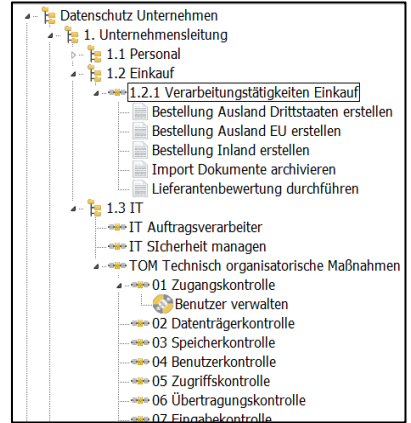 Datenschutz Unternehmen
1. Unternehmensleitung
1.1 Personal
1.2 Einkauf
1.2.1 Verarbeitungstätigkeiten Einkauf
Bestellung Ausland Drittstaaten erstellen
Bestellung Ausland EU erstellen
Bestellung Inland erstellen
Import Dokumente archivieren
Lieferantenbewertung durchführen
1.3 IT
IT Auftragsverarbeiter
IT SIcherheit managen
TOM Technisch organisatorische Maßnahmen
01 Zugangskontrolle
Benutzer verwalten
02 Datenträgerkontrolle
03 Speicherkontrolle
04 Benutzerkontrolle
05 Zugriffskontrolle
06 Übertragungskontrolle
07 Eingabekontrolle